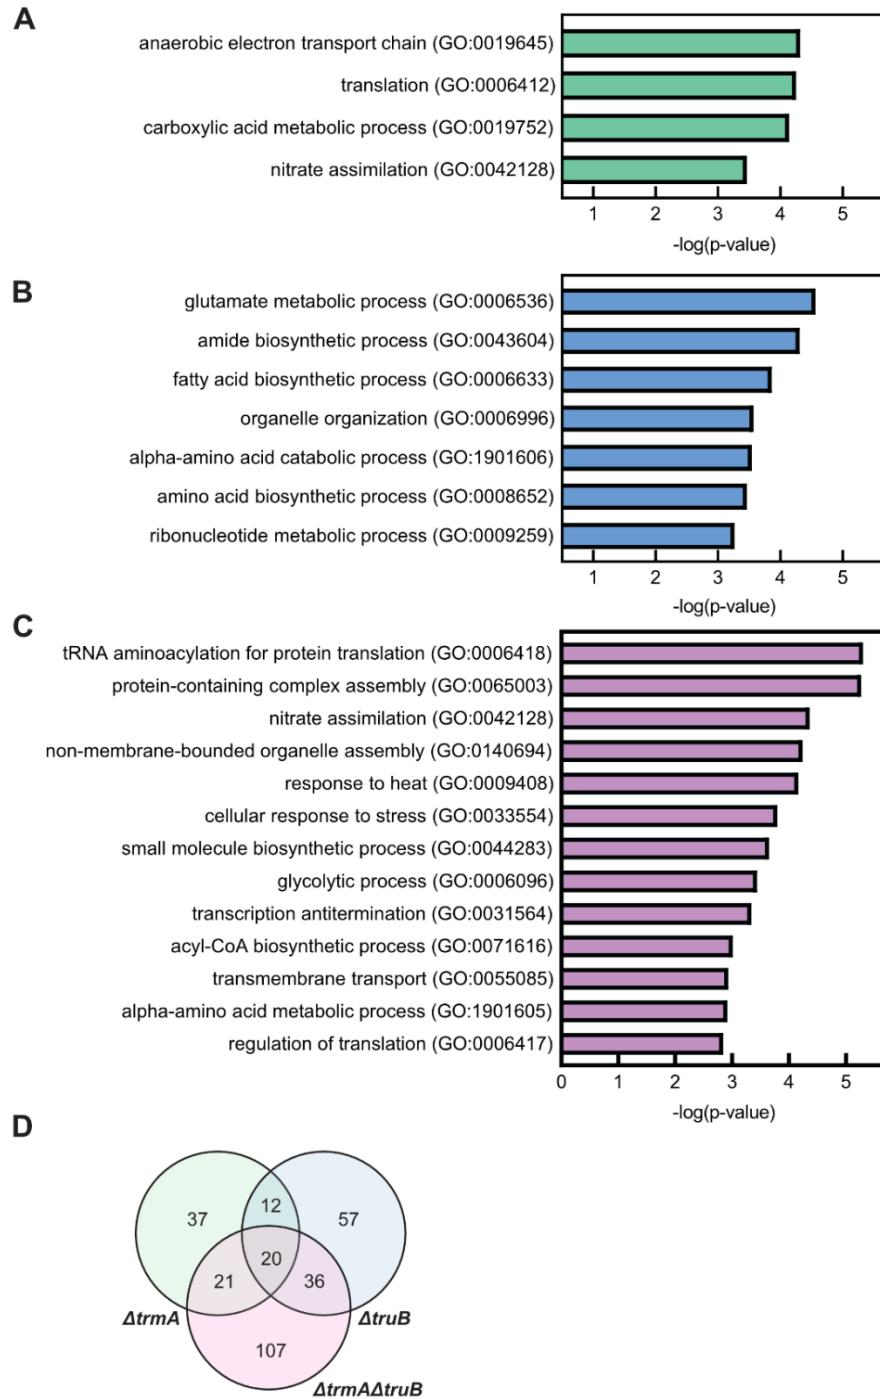 A
anaerobic electron transport chain (GO:0019645)
translation (GO:0006412)
carboxylic acid metabolic process (GO:0019752)
nitrate assimilation (GO:0042128)
1 2 3 4 5
-log(p-value)
B
glutamate metabolic process (GO:0006536)
amide biosynthetic process (GO:0043604)
fatty acid biosynthetic process (GO:0006633)
organelle organization (GO:0006996)
alpha-amino acid catabolic process (GO:1901606)
amino acid biosynthetic process (GO:0008652)
ribonucleotide metabolic process (GO:0009259)
1 2 3 4 5
-log(p-value)
C
tRNA aminoacylation for protein translation (GO:0006418)
protein-containing complex assembly (GO:0065003)
nitrate assimilation (GO:0042128)
non-membrane-bounded organelle assembly (GO:0140694)
response to heat (GO:0009408)
cellular response to stress (GO:0033554)
small molecule biosynthetic process (GO:0044283)
glycolytic process (GO:0006096)
transcription antitermination (GO:0031564)
acyl-CoA biosynthetic process (GO:0071616)
transmembrane transport (GO:0055085)
alpha-amino acid metabolic process (GO:1901605)
regulation of translation (GO:0006417)
0 1 2 3 4 5
-log(p-value)
D
37 12 57
20
21 36
ΔtrmA ΔtruB
107
ΔtrmAΔtruB